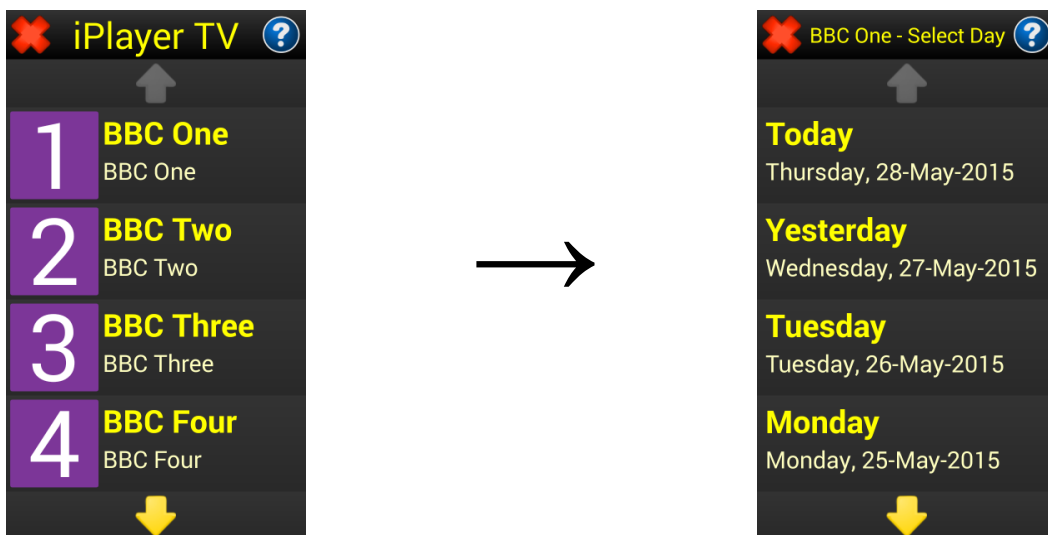 iPlayer TV ?
1 BBC One
BBC One
2 BBC Two
BBC Two
3 BBC Three
BBC Three
4 BBC Four
BBC Four
BBC One - Select Day ?
Today
Thursday, 28-May-2015
Yesterday
Wednesday, 27-May-2015
Tuesday
Tuesday, 26-May-2015
Monday
Monday, 25-May-2015